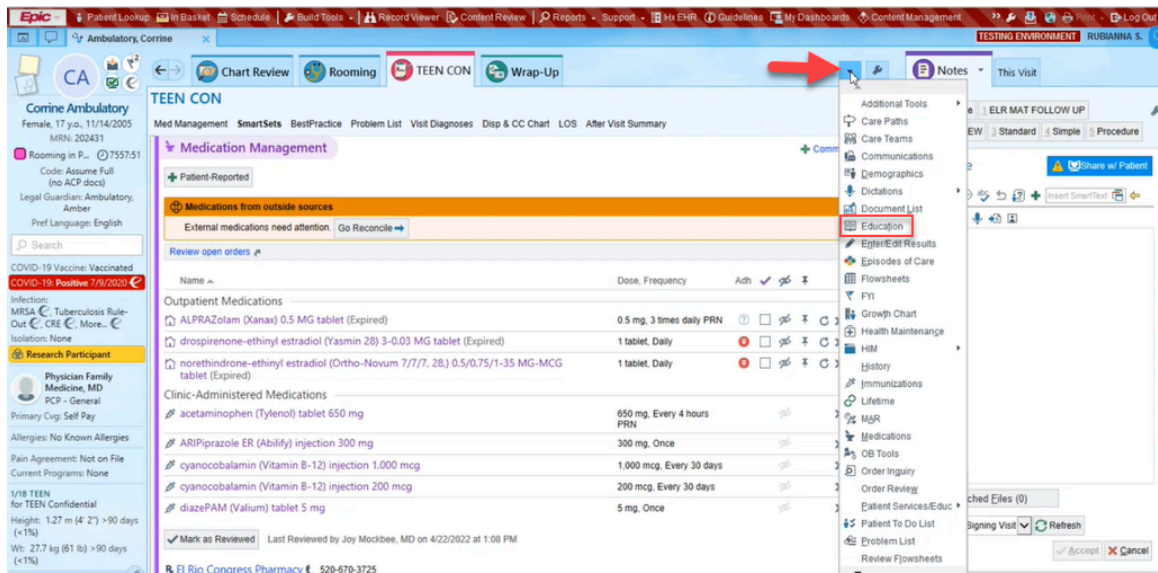 Epic Patient Lookup In Basket Schedule Build Tools Record Viewer Content Review Reports Support Hx EHR Guidelines My Dashboards Content Management Print Log Out
Ambulatory, Corrine TESTING ENVIRONMENT RUBIANNA S.
CA
Corrine Ambulatory
Female, 17 y.o., 11/14/2005
MRN: 202431
Rooming in P... 7557:51
Code: Assume Full
(no ACP docs)
Legal Guardian: Ambulatory,
Amber
Pref Language: English
Search
COVID-19 Vaccine: Vaccinated
COVID-19: Positive 7/9/2020
Infection:
MRSA , Tuberculosis Rule-
Out , CRE , More...
Isolation: None
Research Participant
Physician Family
Medicine, MD
PCP - General
Primary Cvg: Self Pay
Allergies: No Known Allergies
Pain Agreement: Not on File
Current Programs: None
1/18 TEEN
for TEEN Confidential
Height: 1.27 m (4' 2") >90 days
(<1%)
Wt: 27.7 kg (61 lb) >90 days
(<1%)
Chart Review Rooming TEEN CON Wrap-Up
TEEN CON
Med Management SmartSets BestPractice Problem List Visit Diagnoses Disp & CC Chart LOS After Visit Summary
Medication Management
Comm
Patient-Reported
Medications from outside sources
External medications need attention. Go Reconcile
Review open orders
Name Dose, Frequency Adh
Outpatient Medications
ALPRAZolam (Xanax) 0.5 MG tablet (Expired) 0.5 mg, 3 times daily PRN
drospirenone-ethinyl estradiol (Yasmin 28) 3-0.03 MG tablet (Expired) 1 tablet, Daily
norethindrone-ethinyl estradiol (Ortho-Novum 7/7/7, 28,) 0.5/0.75/1-35 MG-MCG 1 tablet, Daily
tablet (Expired)
Clinic-Administered Medications
acetaminophen (Tylenol) tablet 650 mg 650 mg, Every 4 hours
PRN
ARIPiprazole ER (Abilify) injection 300 mg 300 mg, Once
cyanocobalamin (Vitamin B-12) injection 1,000 mcg 1,000 mcg, Every 30 days
cyanocobalamin (Vitamin B-12) injection 200 mcg 200 mcg, Every 30 days
diazePAM (Valium) tablet 5 mg 5 mg, Once
Mark as Reviewed Last Reviewed by Joy Mockbee, MD on 4/22/2022 at 1:08 PM
El Rio Congress Pharmacy 520-670-3725
Additional Tools
Care Paths
Care Teams
Communications
Demographics
Dictations
Document List
Education
Enter/Edit Results
Episodes of Care
Flowsheets
FYI
Growth Chart
Health Maintenance
HIM
History
Immunizations
Lifetime
MAR
Medications
OB Tools
Order Inquiry
Order Review
Patient Services/Educ
Patient To Do List
Problem List
Review Flowsheets
Notes This Visit
1 ELR MAT FOLLOW UP
EW 3 Standard 4 Simple 5 Procedure
Share w/ Patient
Insert SmartText
ched Files (0)
Signing Visit Refresh
Accept Cancel